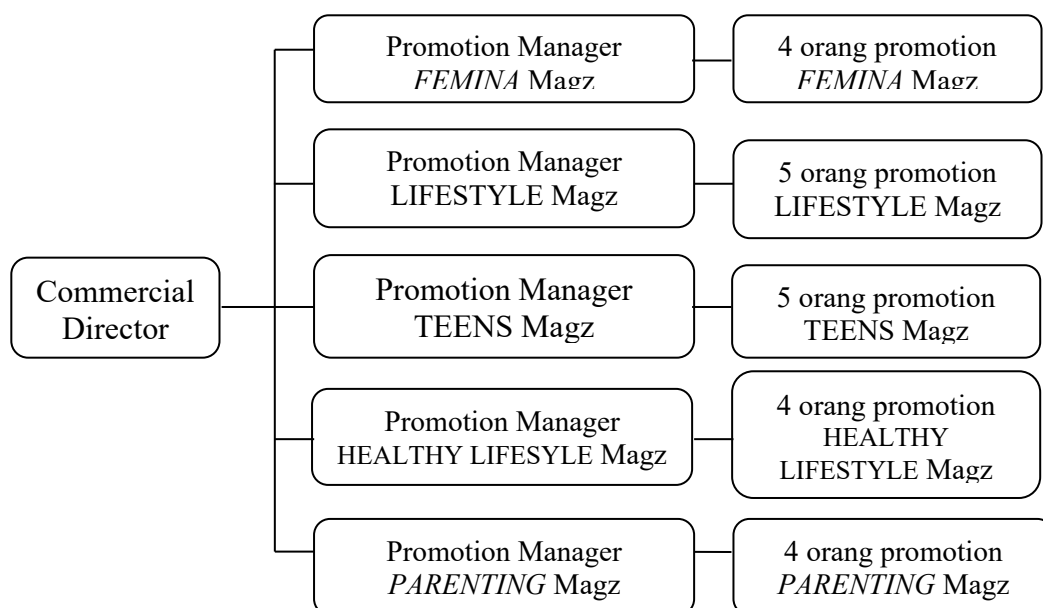 Promotion Manager
FEMINA Magz
4 orang promotion
FEMINA Magz
Promotion Manager
LIFESTYLE Magz
5 orang promotion
LIFESTYLE Magz
Commercial
Director
Promotion Manager
TEENS Magz
5 orang promotion
TEENS Magz
Promotion Manager
HEALTHY LIFESYLE Magz
4 orang promotion
HEALTHY
LIFESTYLE Magz
Promotion Manager
PARENTING Magz
4 orang promotion
PARENTING Magz